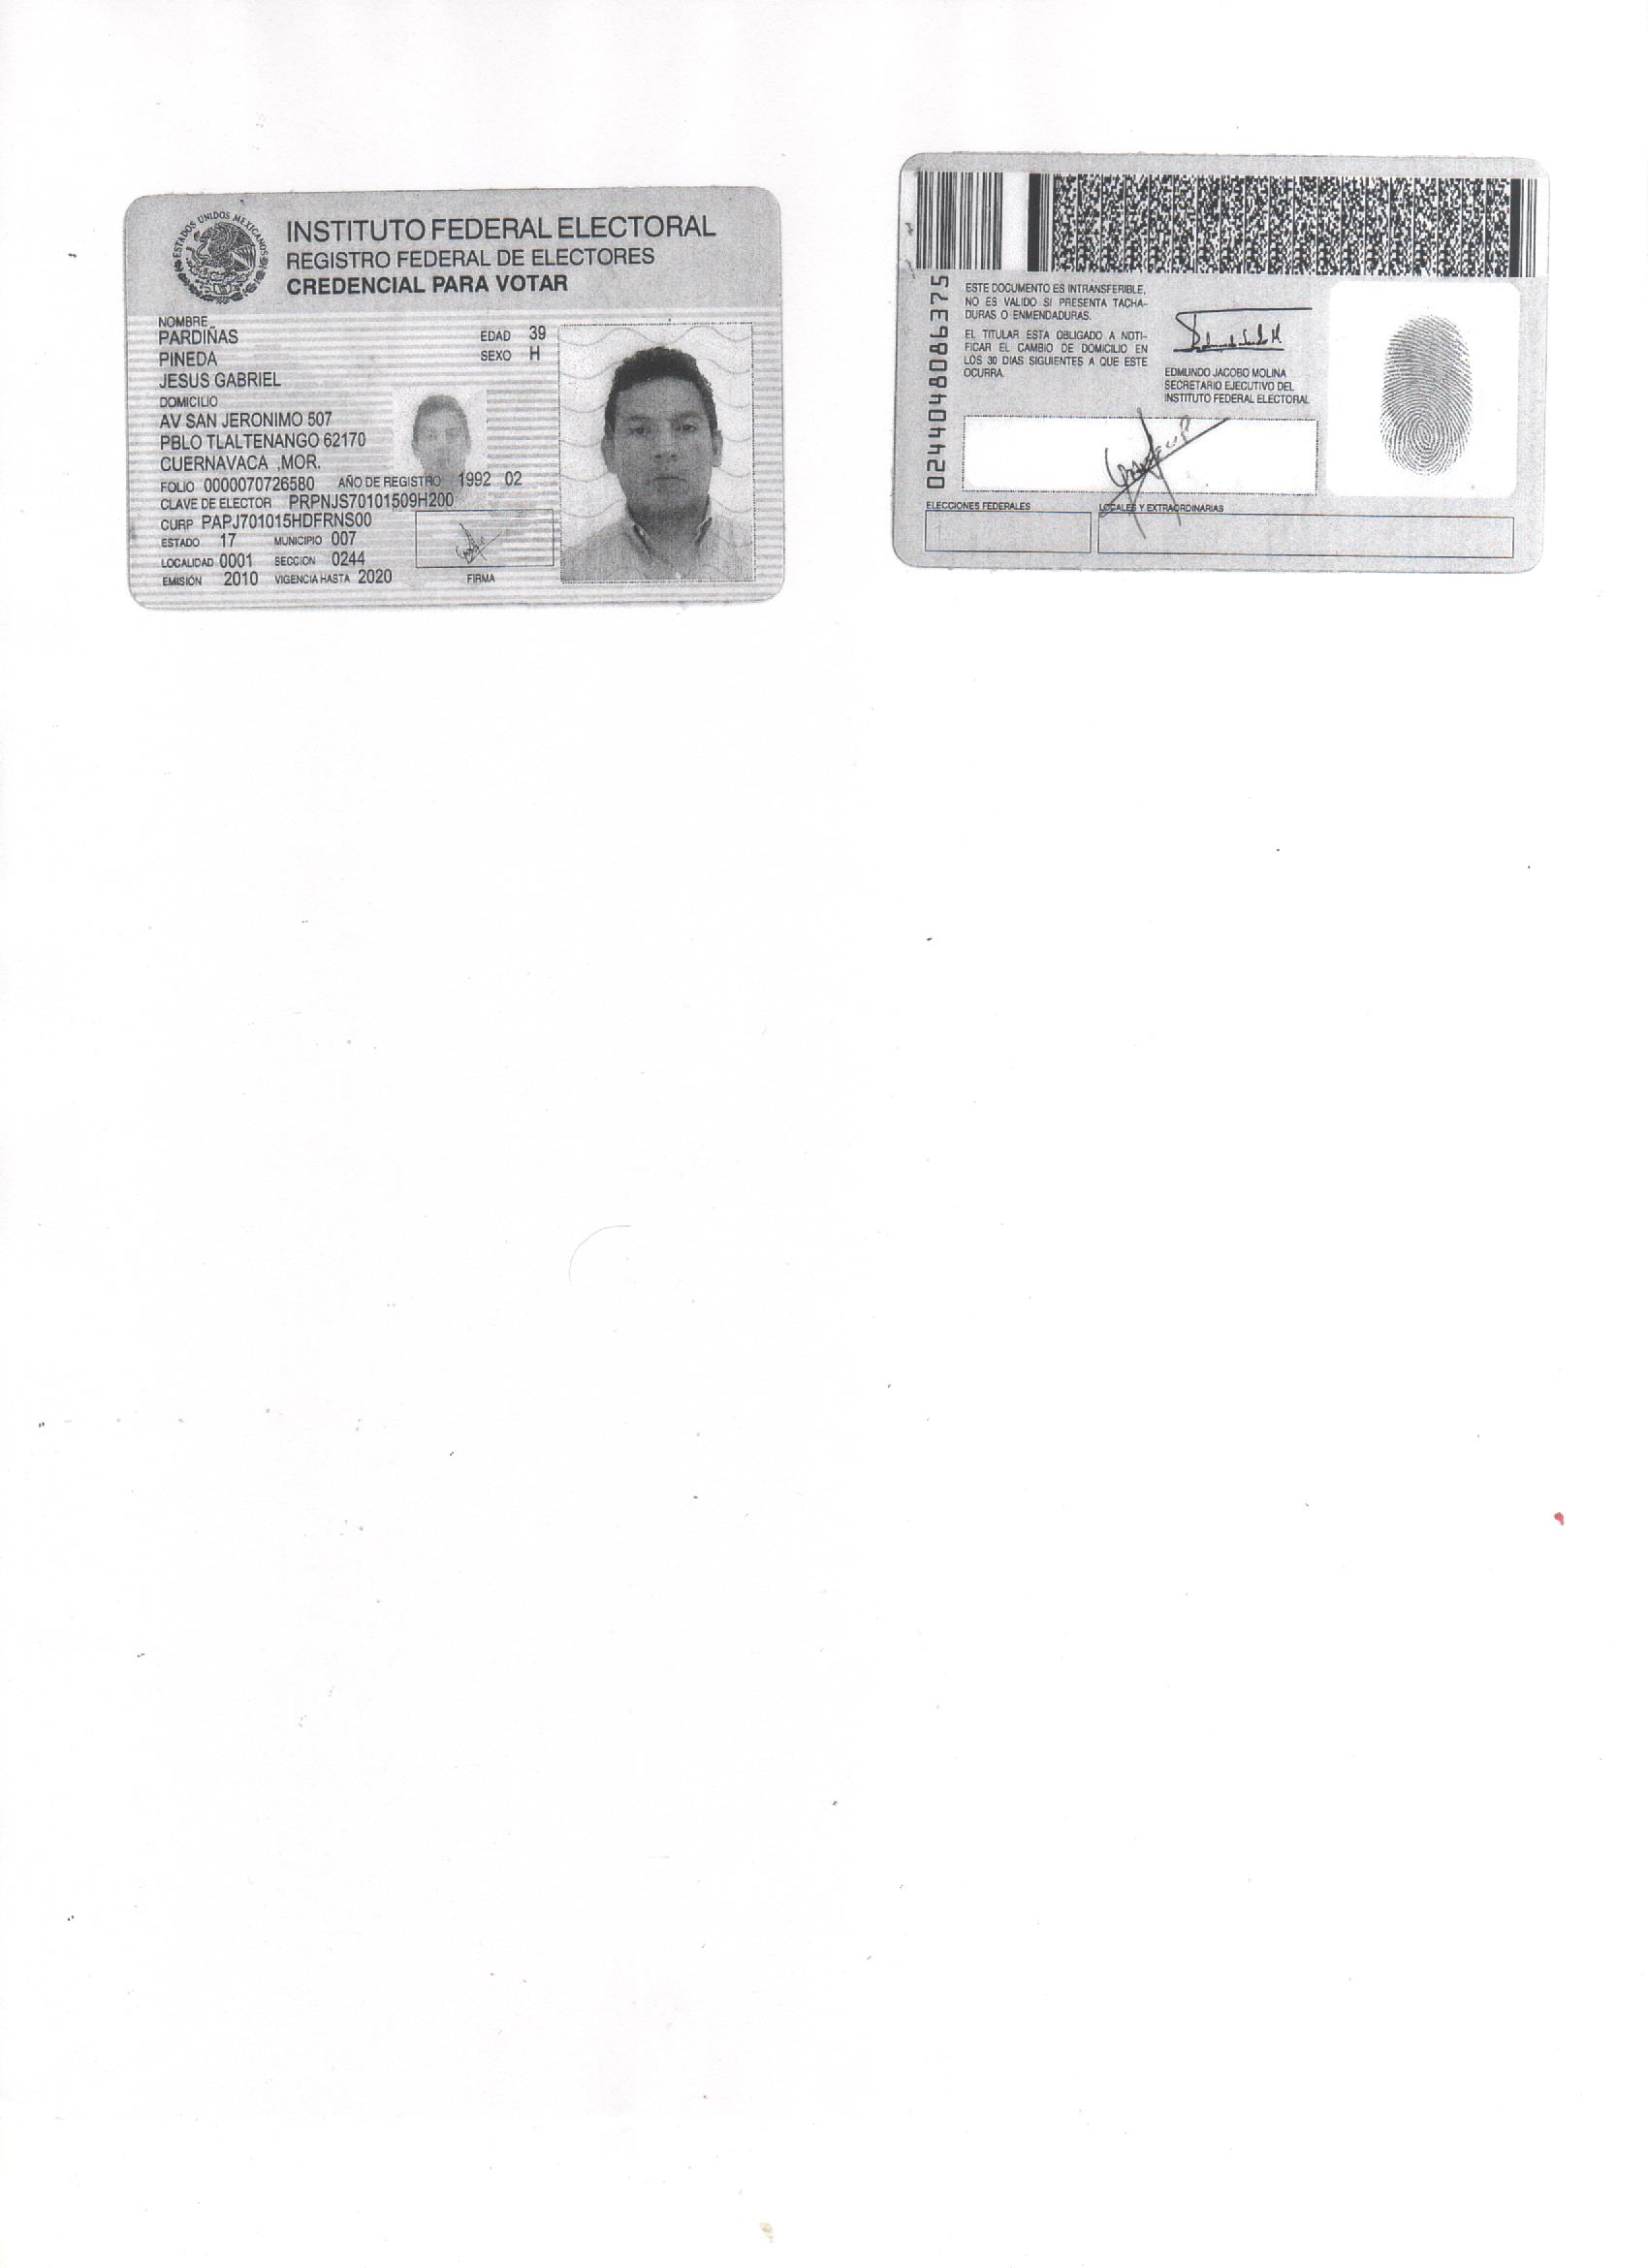 ESTADOS UNIDOS MEXICANOS
INSTITUTO FEDERAL ELECTORAL
REGISTRO FEDERAL DE ELECTORES
CREDENCIAL PARA VOTAR
NOMBRE
PARDIÑAS
PINEDA
JESUS GABRIEL
EDAD 39
SEXO H
DOMICILIO
AV SAN JERONIMO 507
PBLO TLALTENANGO 62170
CUERNAVACA ,MOR.
FOLIO 0000070726580 AÑO DE REGISTRO 1992 02
CLAVE DE ELECTOR PRPNJS70101509H200
CURP PAPJ701015HDFRNS00
ESTADO 17 MUNICIPIO 007
LOCALIDAD 0001 SECCION 0244
EMISIÓN 2010 VIGENCIA HASTA 2020
FIRMA
0244048086375
ESTE DOCUMENTO ES INTRANSFERIBLE,
NO ES VALIDO SI PRESENTA TACHA-
DURAS O ENMENDADURAS.
EL TITULAR ESTA OBLIGADO A NOTI-
FICAR EL CAMBIO DE DOMICILIO EN
LOS 30 DIAS SIGUIENTES A QUE ESTE
OCURRA.
EDMUNDO JACOBO MOLINA
SECRETARIO EJECUTIVO DEL
INSTITUTO FEDERAL ELECTORAL
ELECCIONES FEDERALES
LOCALES Y EXTRAORDINARIAS